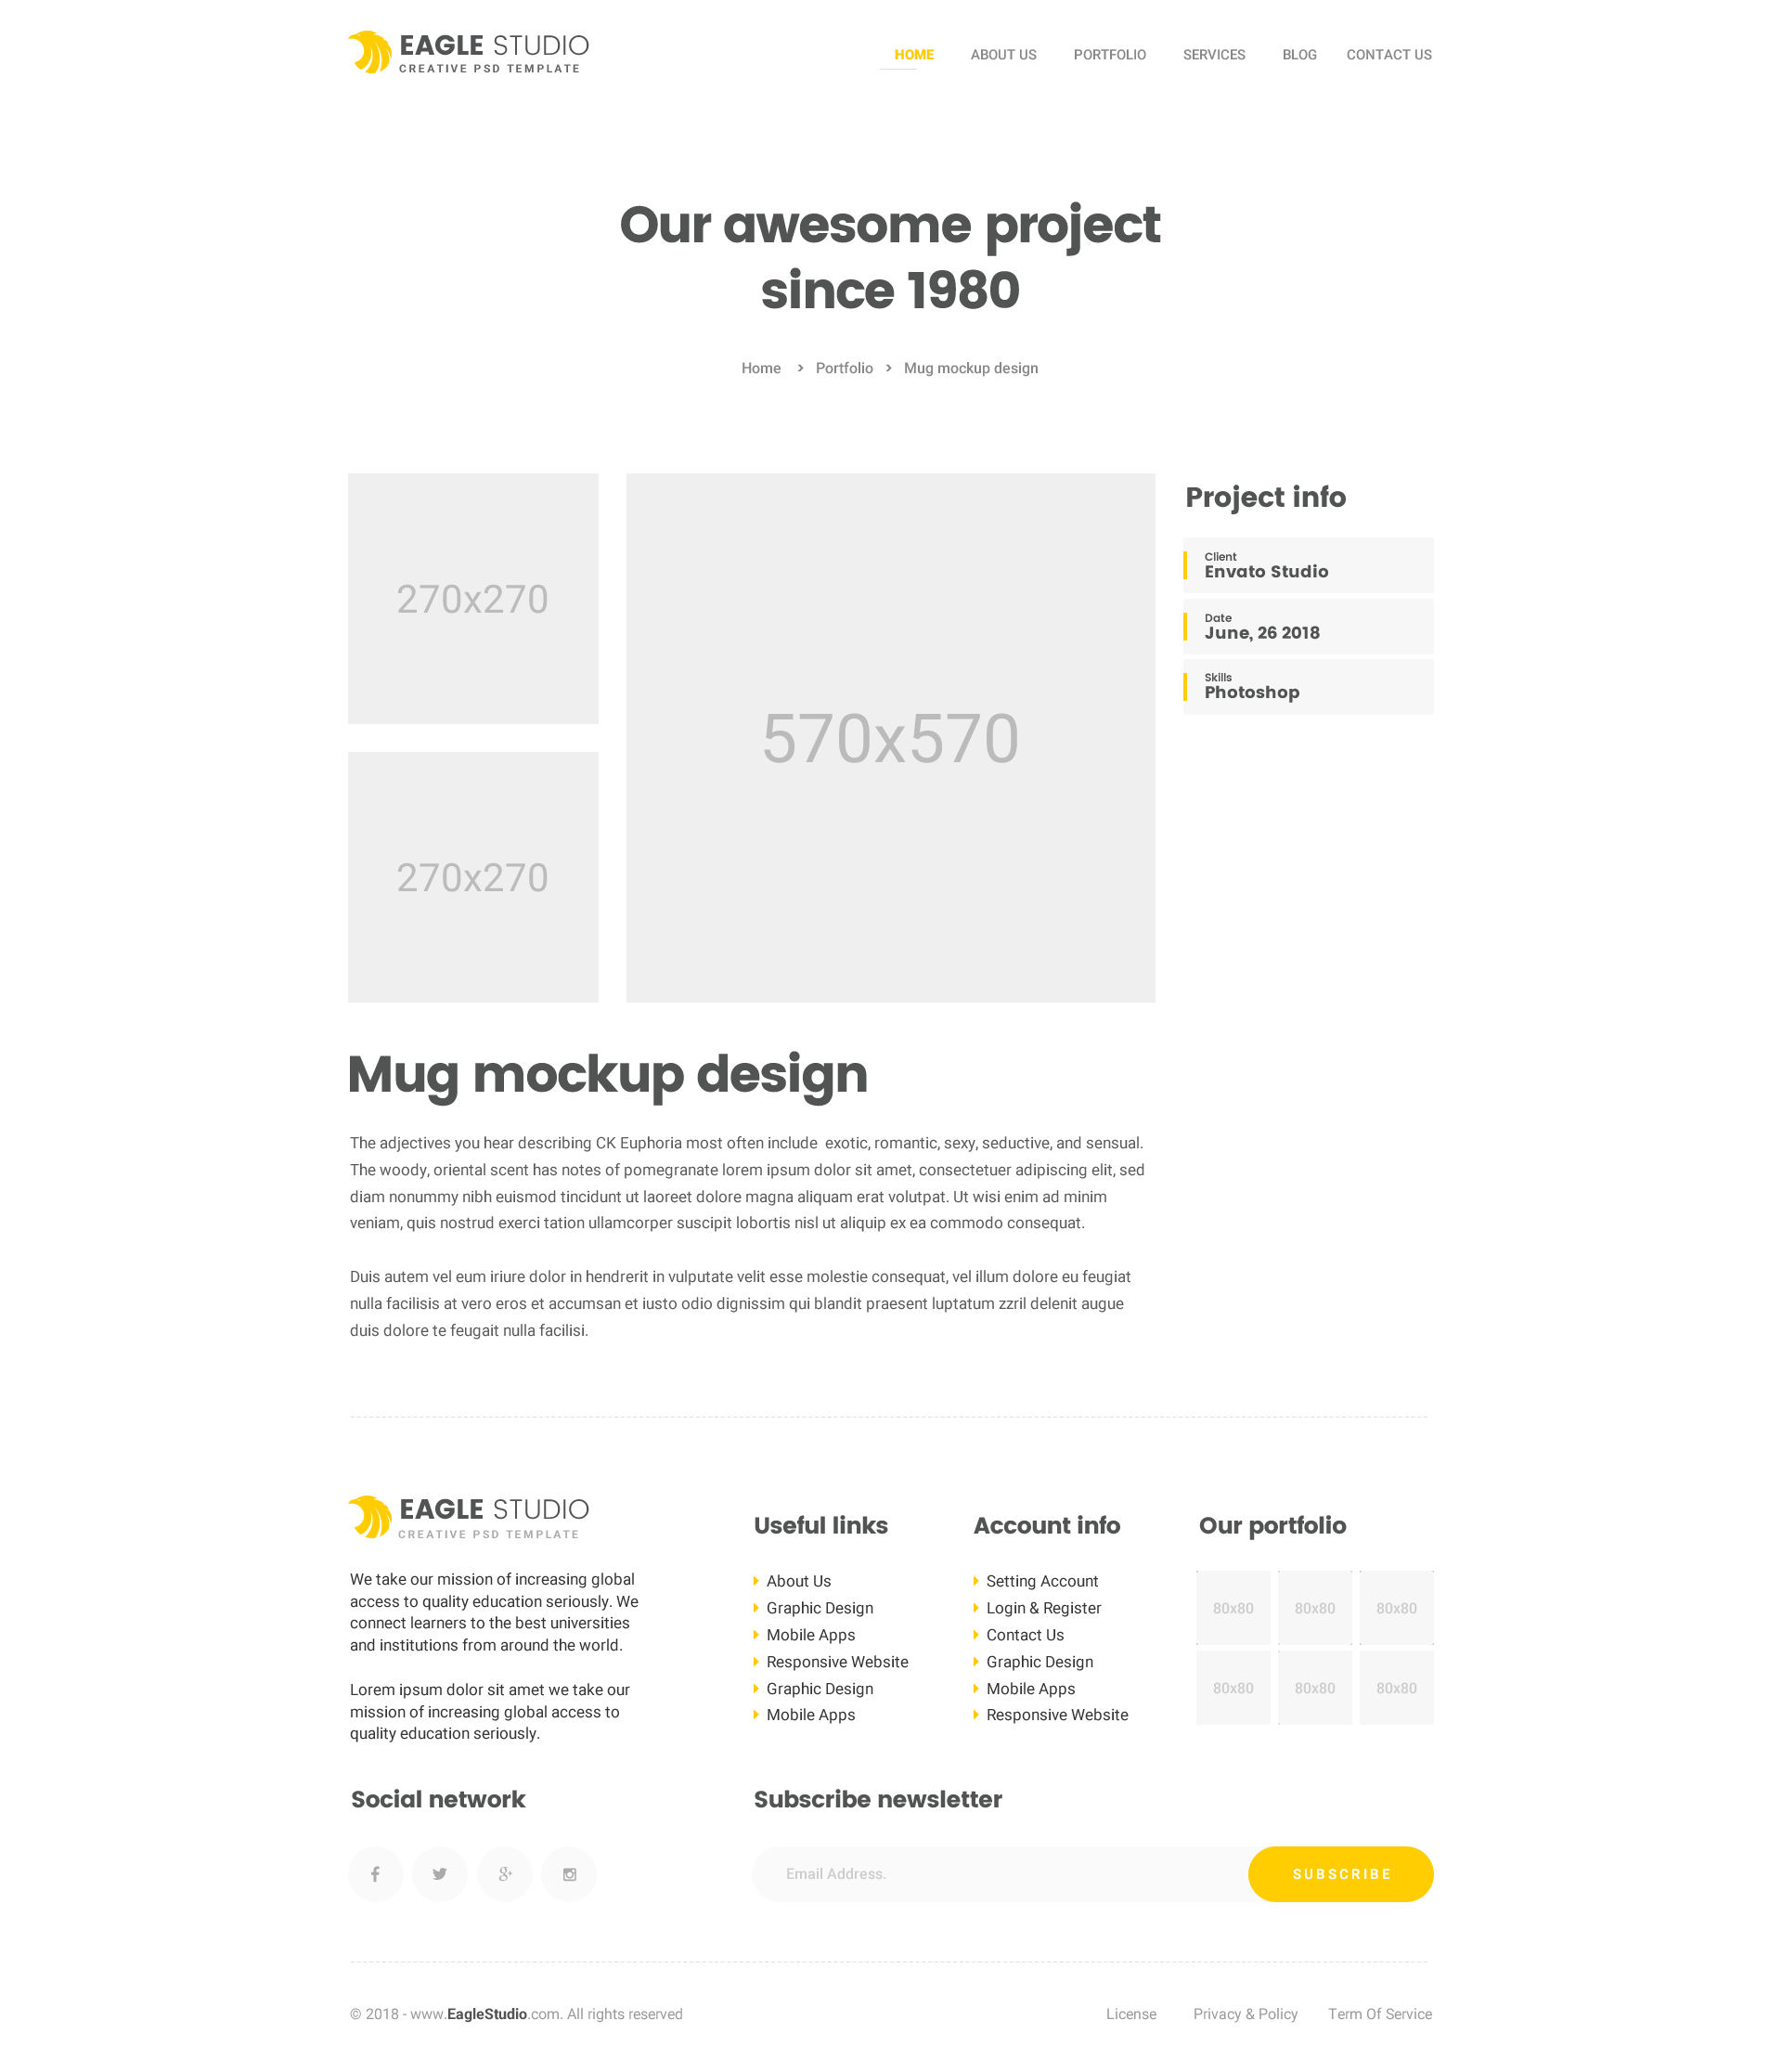 EAGLE STUDIO
CREATIVE PSD TEMPLATE
HOME ABOUT US PORTFOLIO SERVICES BLOG CONTACT US
Our awesome project
since 1980
Home > Portfolio > Mug mockup design
270x270
270x270
570x570
Project info
Client
Envato Studio
Date
June, 26 2018
Skills
Photoshop
Mug mockup design
The adjectives you hear describing CK Euphoria most often include  exotic, romantic, sexy, seductive, and sensual.
The woody, oriental scent has notes of pomegranate lorem ipsum dolor sit amet, consectetuer adipiscing elit, sed
diam nonummy nibh euismod tincidunt ut laoreet dolore magna aliquam erat volutpat. Ut wisi enim ad minim
veniam, quis nostrud exerci tation ullamcorper suscipit lobortis nisl ut aliquip ex ea commodo consequat.
Duis autem vel eum iriure dolor in hendrerit in vulputate velit esse molestie consequat, vel illum dolore eu feugiat
nulla facilisis at vero eros et accumsan et iusto odio dignissim qui blandit praesent luptatum zzril delenit augue
duis dolore te feugait nulla facilisi.
EAGLE STUDIO
CREATIVE PSD TEMPLATE
We take our mission of increasing global
access to quality education seriously. We
connect learners to the best universities
and institutions from around the world.
Lorem ipsum dolor sit amet we take our
mission of increasing global access to
quality education seriously.
Useful links
About Us
Graphic Design
Mobile Apps
Responsive Website
Graphic Design
Mobile Apps
Account info
Setting Account
Login & Register
Contact Us
Graphic Design
Mobile Apps
Responsive Website
Our portfolio
80x80 80x80 80x80
80x80 80x80 80x80
Social network
Subscribe newsletter
Email Address.
SUBSCRIBE
© 2018 - www.EagleStudio.com. All rights reserved
License Privacy & Policy Term Of Service